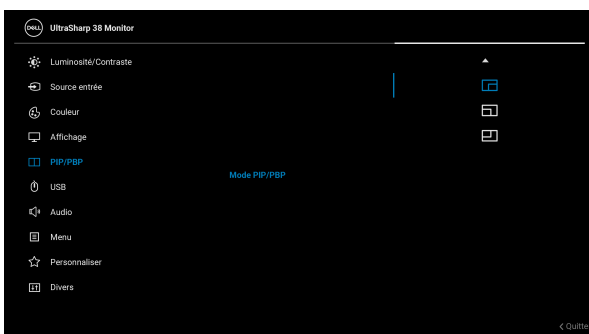 DELL UltraSharp 38 Monitor
Luminosité/Contraste
Source entrée
Couleur
Affichage
PIP/PBP
Mode PIP/PBP
USB
Audio
Menu
Personnaliser
Divers
Quitte